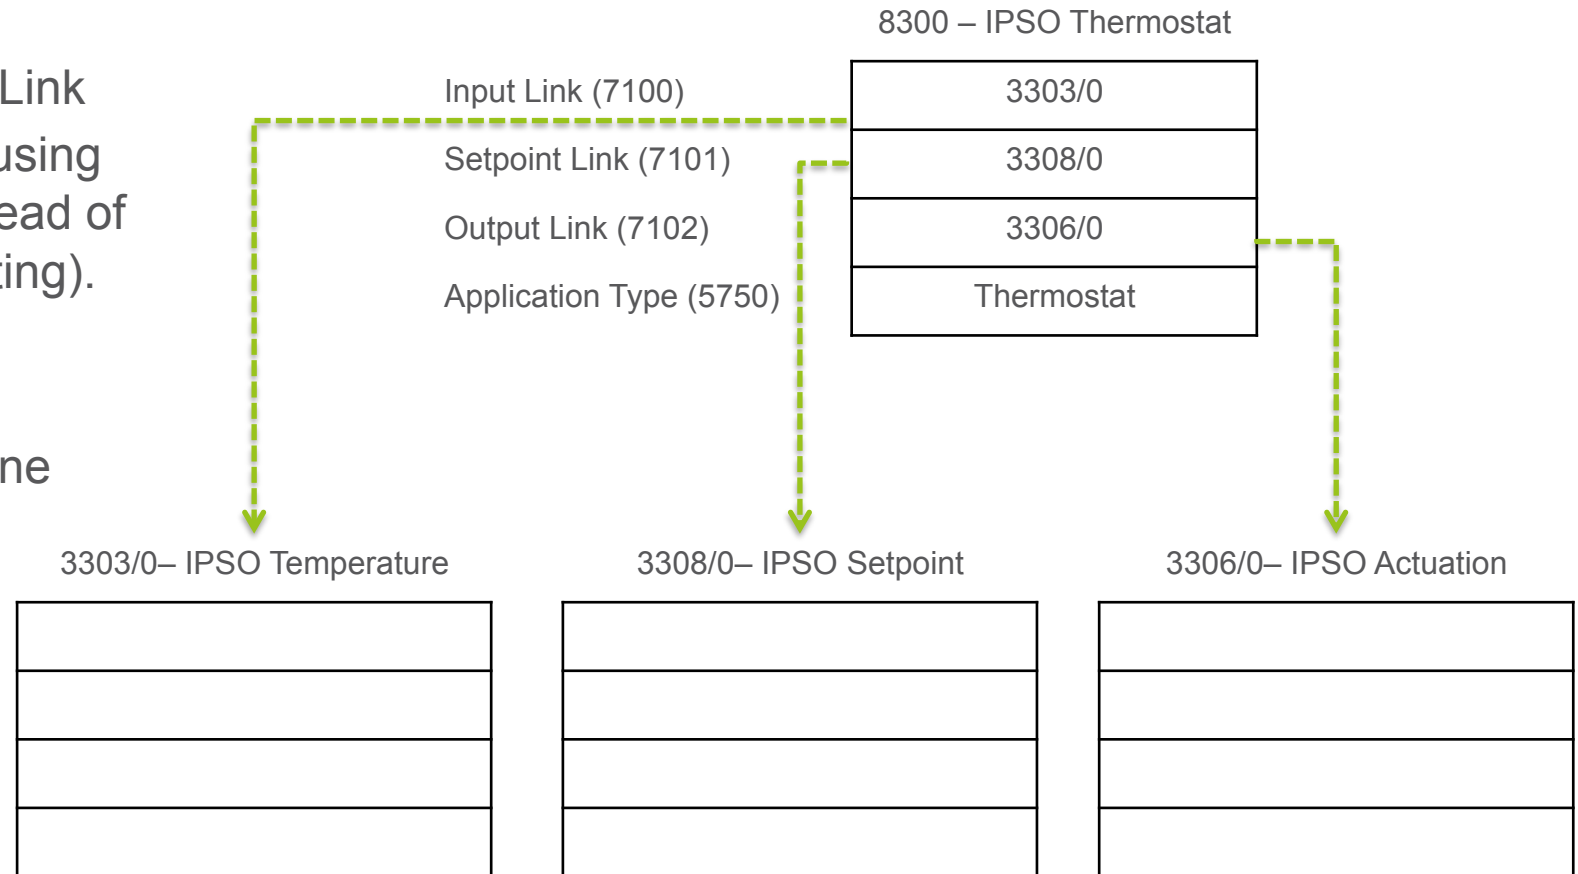 Link
using
ead of
ting).
ne
8300 – IPSO Thermostat
Input Link (7100)
3303/0
Setpoint Link (7101)
3308/0
Output Link (7102)
3306/0
Application Type (5750)
Thermostat
3303/0– IPSO Temperature
3308/0– IPSO Setpoint
3306/0– IPSO Actuation